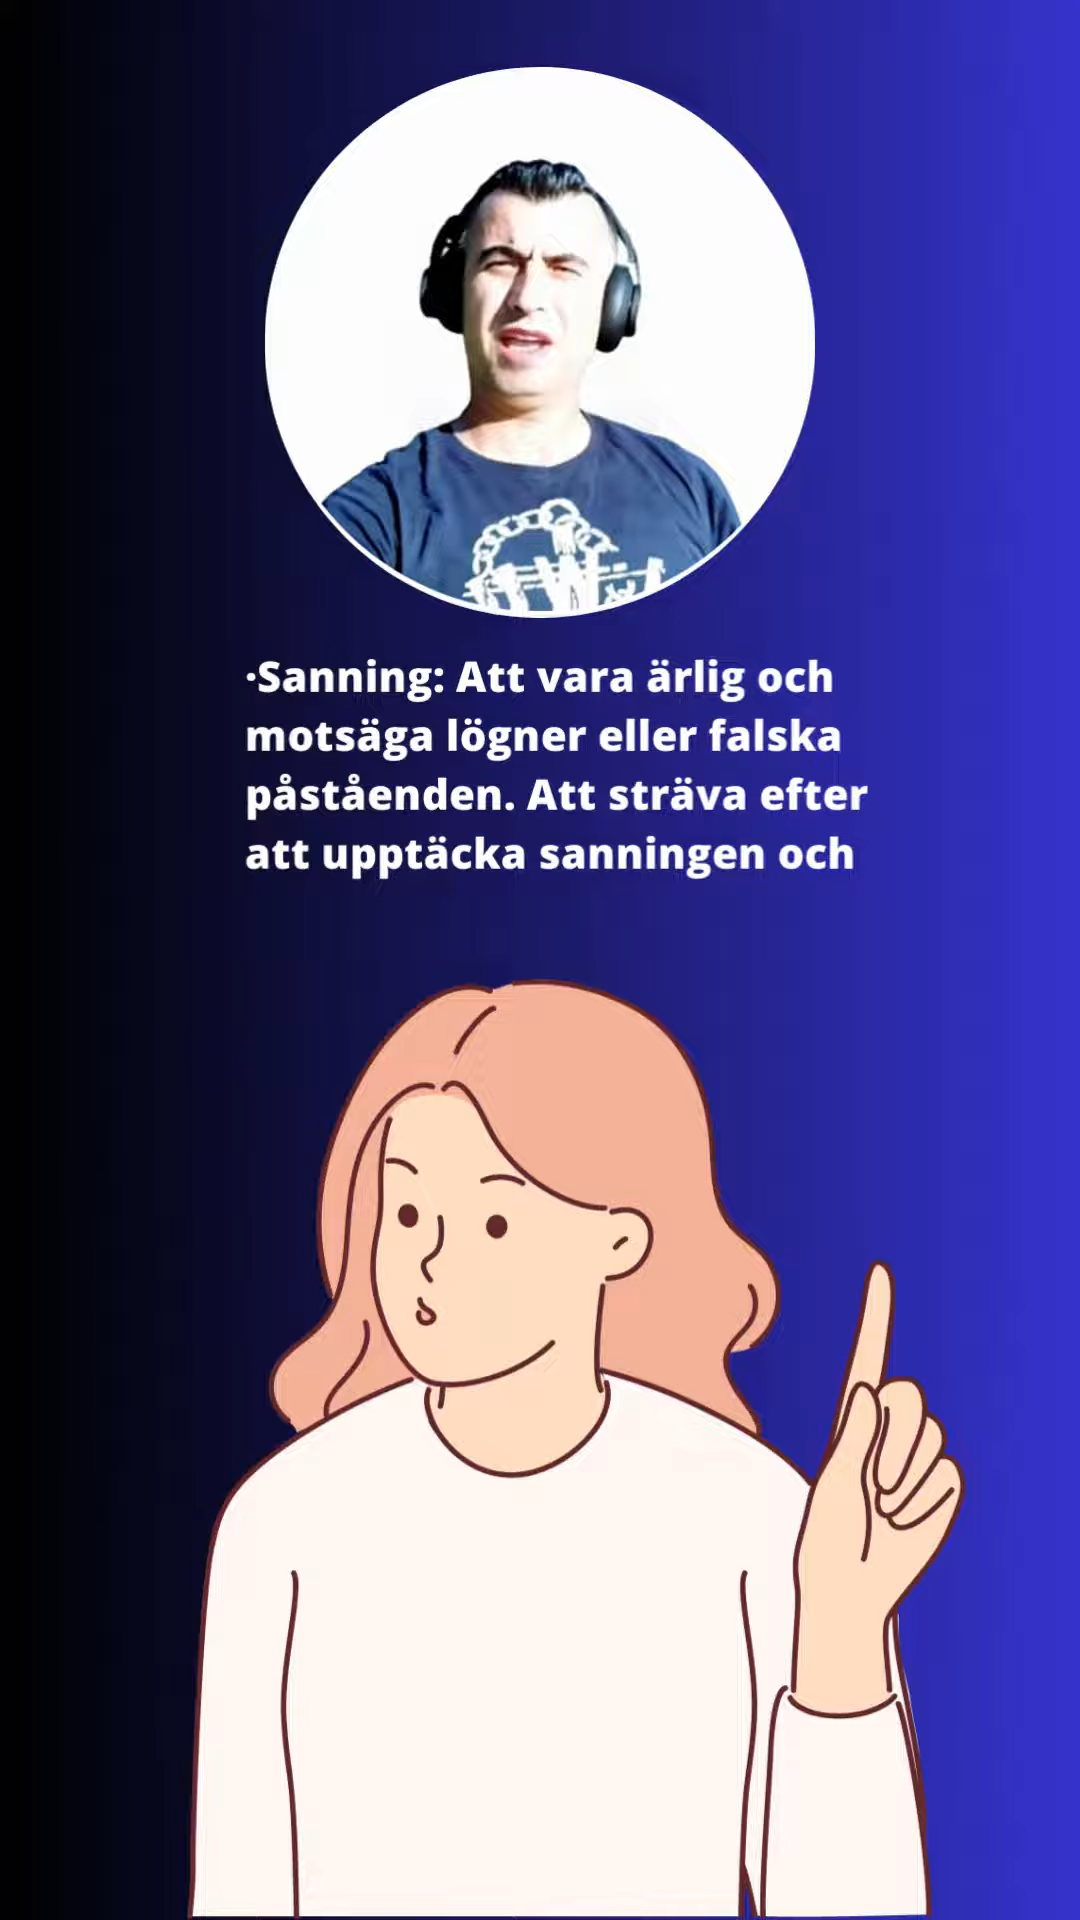 ·Sanning: Att vara ärlig och
motsäga lögner eller falska
påståenden. Att sträva efter
att upptäcka sanningen och